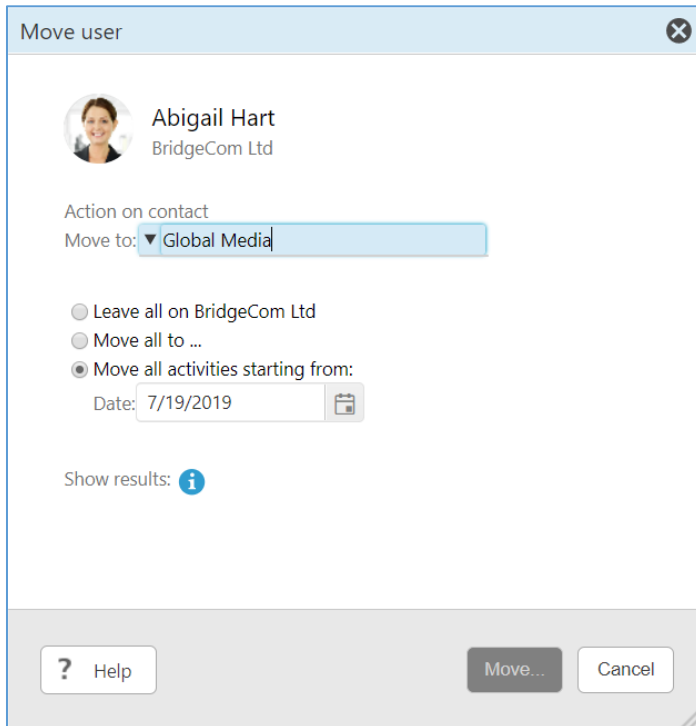 Move user
Abigail Hart
BridgeCom Ltd
Action on contact
Move to: Global Media
Leave all on BridgeCom Ltd
Move all to ...
Move all activities starting from:
Date: 7/19/2019
Show results:
? Help
Move...
Cancel